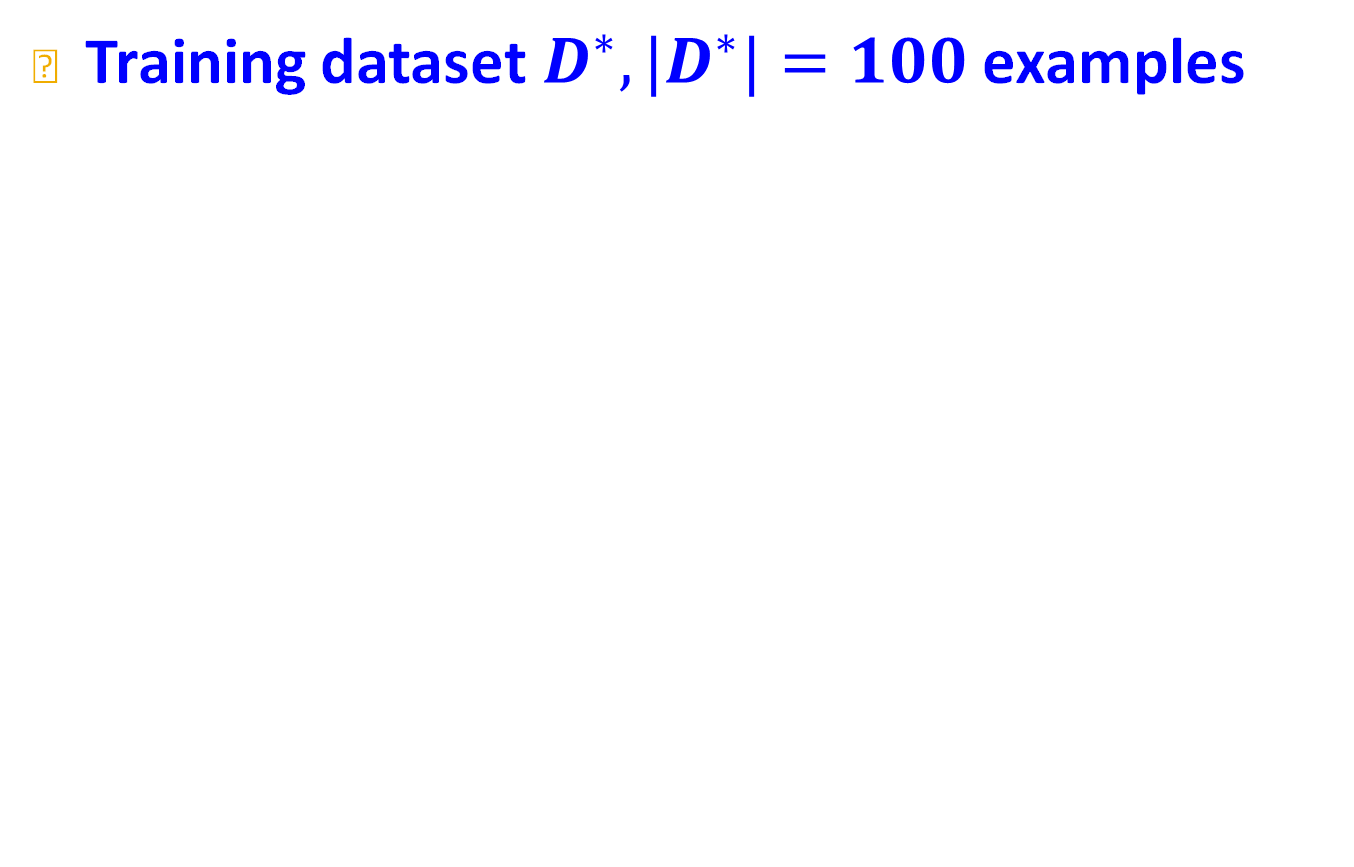 Training dataset D*, |D*| = 100 examples